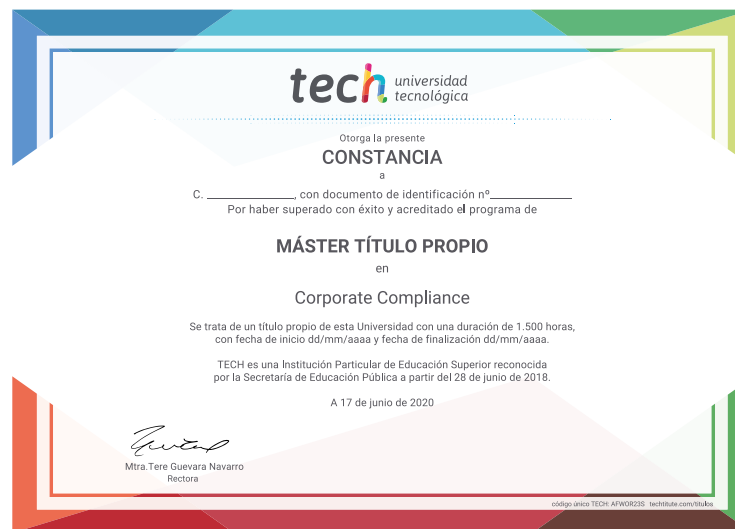 tech universidad
tecnológica
Otorga la presente
CONSTANCIA
a
C. ________________, con documento de identificación nº______________
Por haber superado con éxito y acreditado el programa de
MÁSTER TÍTULO PROPIO
en
Corporate Compliance
Se trata de un título propio de esta Universidad con una duración de 1.500 horas,
con fecha de inicio dd/mm/aaaa y fecha de finalización dd/mm/aaaa.
TECH es una Institución Particular de Educación Superior reconocida
por la Secretaría de Educación Pública a partir del 28 de junio de 2018.
A 17 de junio de 2020
Mtra.Tere Guevara Navarro
Rectora
código único TECH: AFWOR23S techtitute.com/titulos